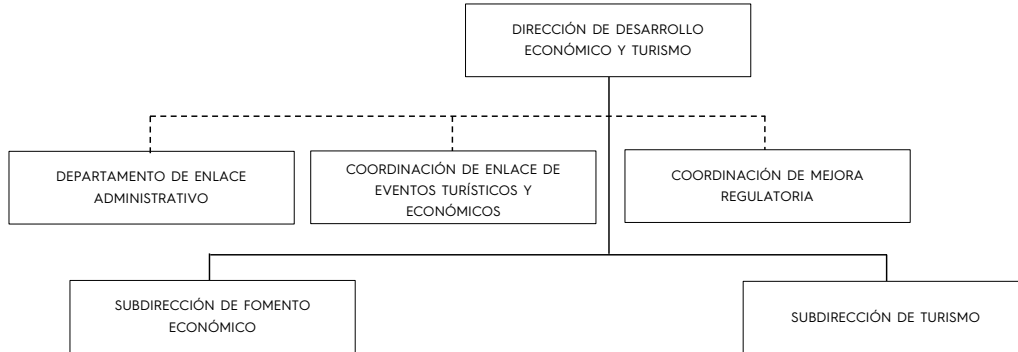 DIRECCIÓN DE DESARROLLO
ECONÓMICO Y TURISMO
DEPARTAMENTO DE ENLACE
ADMINISTRATIVO
COORDINACIÓN DE ENLACE DE
EVENTOS TURÍSTICOS Y
ECONÓMICOS
COORDINACIÓN DE MEJORA
REGULATORIA
SUBDIRECCIÓN DE FOMENTO
ECONÓMICO
SUBDIRECCIÓN DE TURISMO